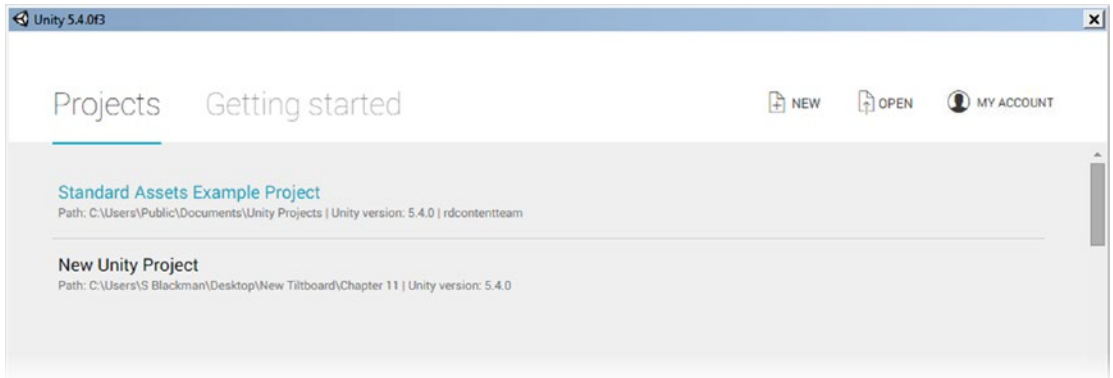 Unity 5.4.0f3
Projects Getting started NEW OPEN MY ACCOUNT
Standard Assets Example Project
Path: C:\Users\Public\Documents\Unity Projects | Unity version: 5.4.0 | rdcontentteam
New Unity Project
Path: C:\Users\S Blackman\Desktop\New Tiltboard\Chapter 11 | Unity version: 5.4.0